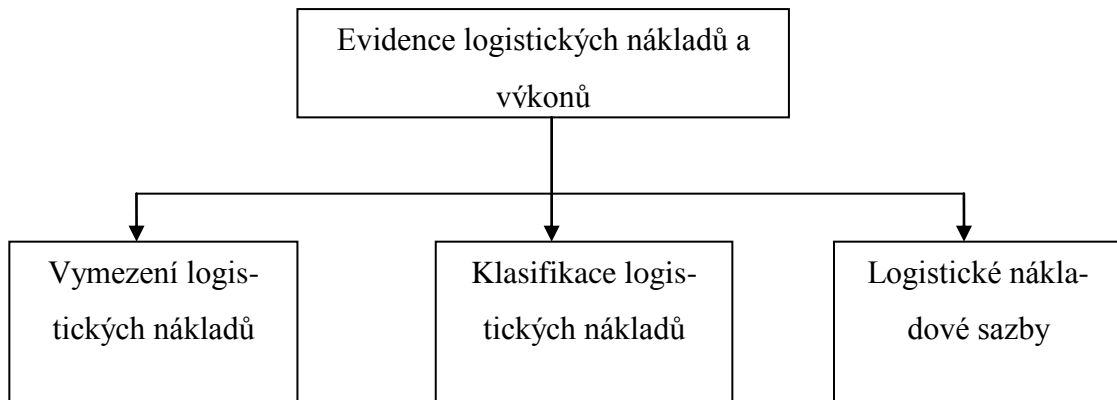 Evidence logistických nákladů a
výkonů
Vymezení logis-
tických nákladů
Klasifikace logis-
tických nákladů
Logistické nákla-
dové sazby